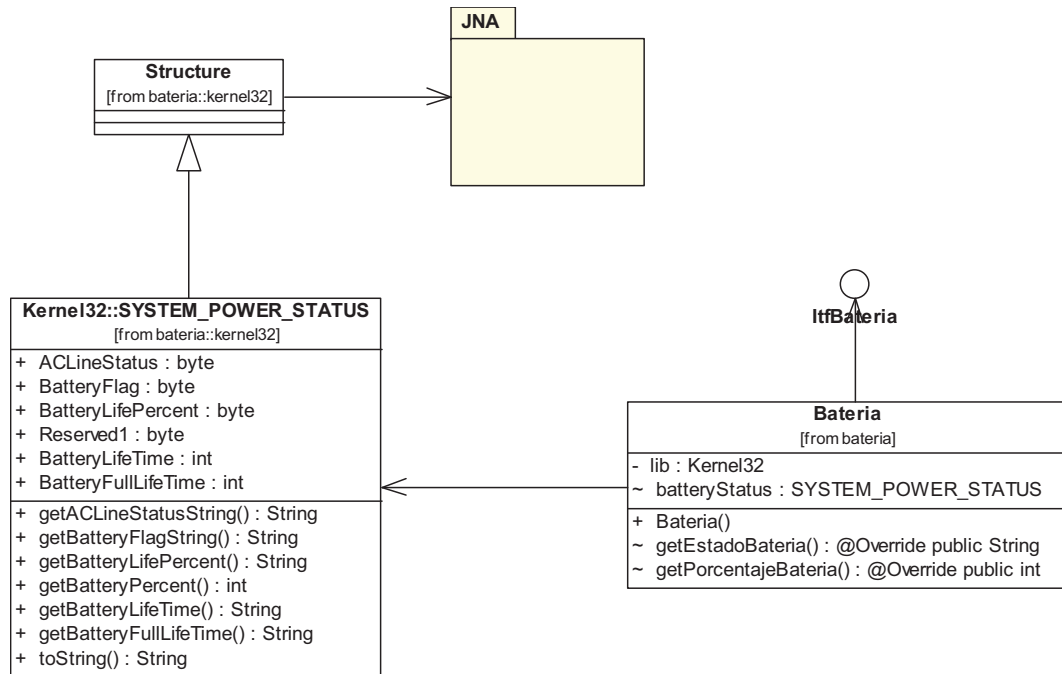 JNA
Structure
[from bateria::kernel32]
Kernel32::SYSTEM_POWER_STATUS
[from bateria::kernel32]
+ ACLineStatus : byte
+ BatteryFlag : byte
+ BatteryLifePercent : byte
+ Reserved1 : byte
+ BatteryLifeTime : int
+ BatteryFullLifeTime : int
+ getACLineStatusString() : String
+ getBatteryFlagString() : String
+ getBatteryLifePercent() : String
+ getBatteryPercent() : int
+ getBatteryLifeTime() : String
+ getBatteryFullLifeTime() : String
+ toString() : String
ItfBateria
Bateria
[from bateria]
- lib : Kernel32
~ batteryStatus : SYSTEM_POWER_STATUS
+ Bateria()
~ getEstadoBateria() : @Override public String
~ getPorcentajeBateria() : @Override public int